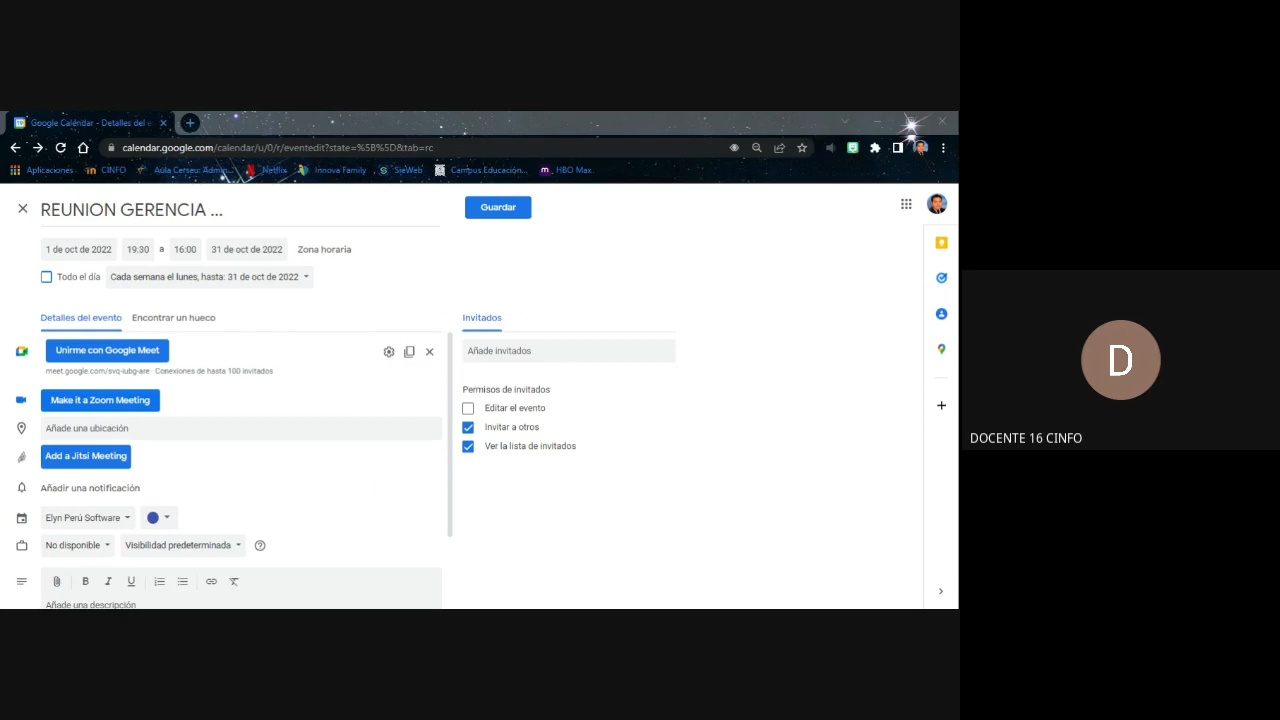 Google Calendar - Detalles del e
calendar.google.com/calendar/u/0/r/eventedit?state=%5B%5D&tab=rc
Aplicaciones
CINFO
Aula Cerseu: Admin...
Netflix
Innova Family
SieWeb
Campus Educación...
HBO Max
REUNION GERENCIA ...
Guardar
1 de oct de 2022
19:30
a
16:00
31 de oct de 2022
Zona horaria
Todo el día
Cada semana el lunes, hasta: 31 de oct de 2022
Detalles del evento
Encontrar un hueco
Invitados
Unirme con Google Meet
Añade invitados
meet.google.com/svq-iubg-are · Conexiones de hasta 100 invitados
Permisos de invitados
Make it a Zoom Meeting
Editar el evento
Añade una ubicación
Invitar a otros
Ver la lista de invitados
Add a Jitsi Meeting
Añadir una notificación
Elyn Perú Software
No disponible
Visibilidad predeterminada
B
I
U
Añade una descripción
D
DOCENTE 16 CINFO